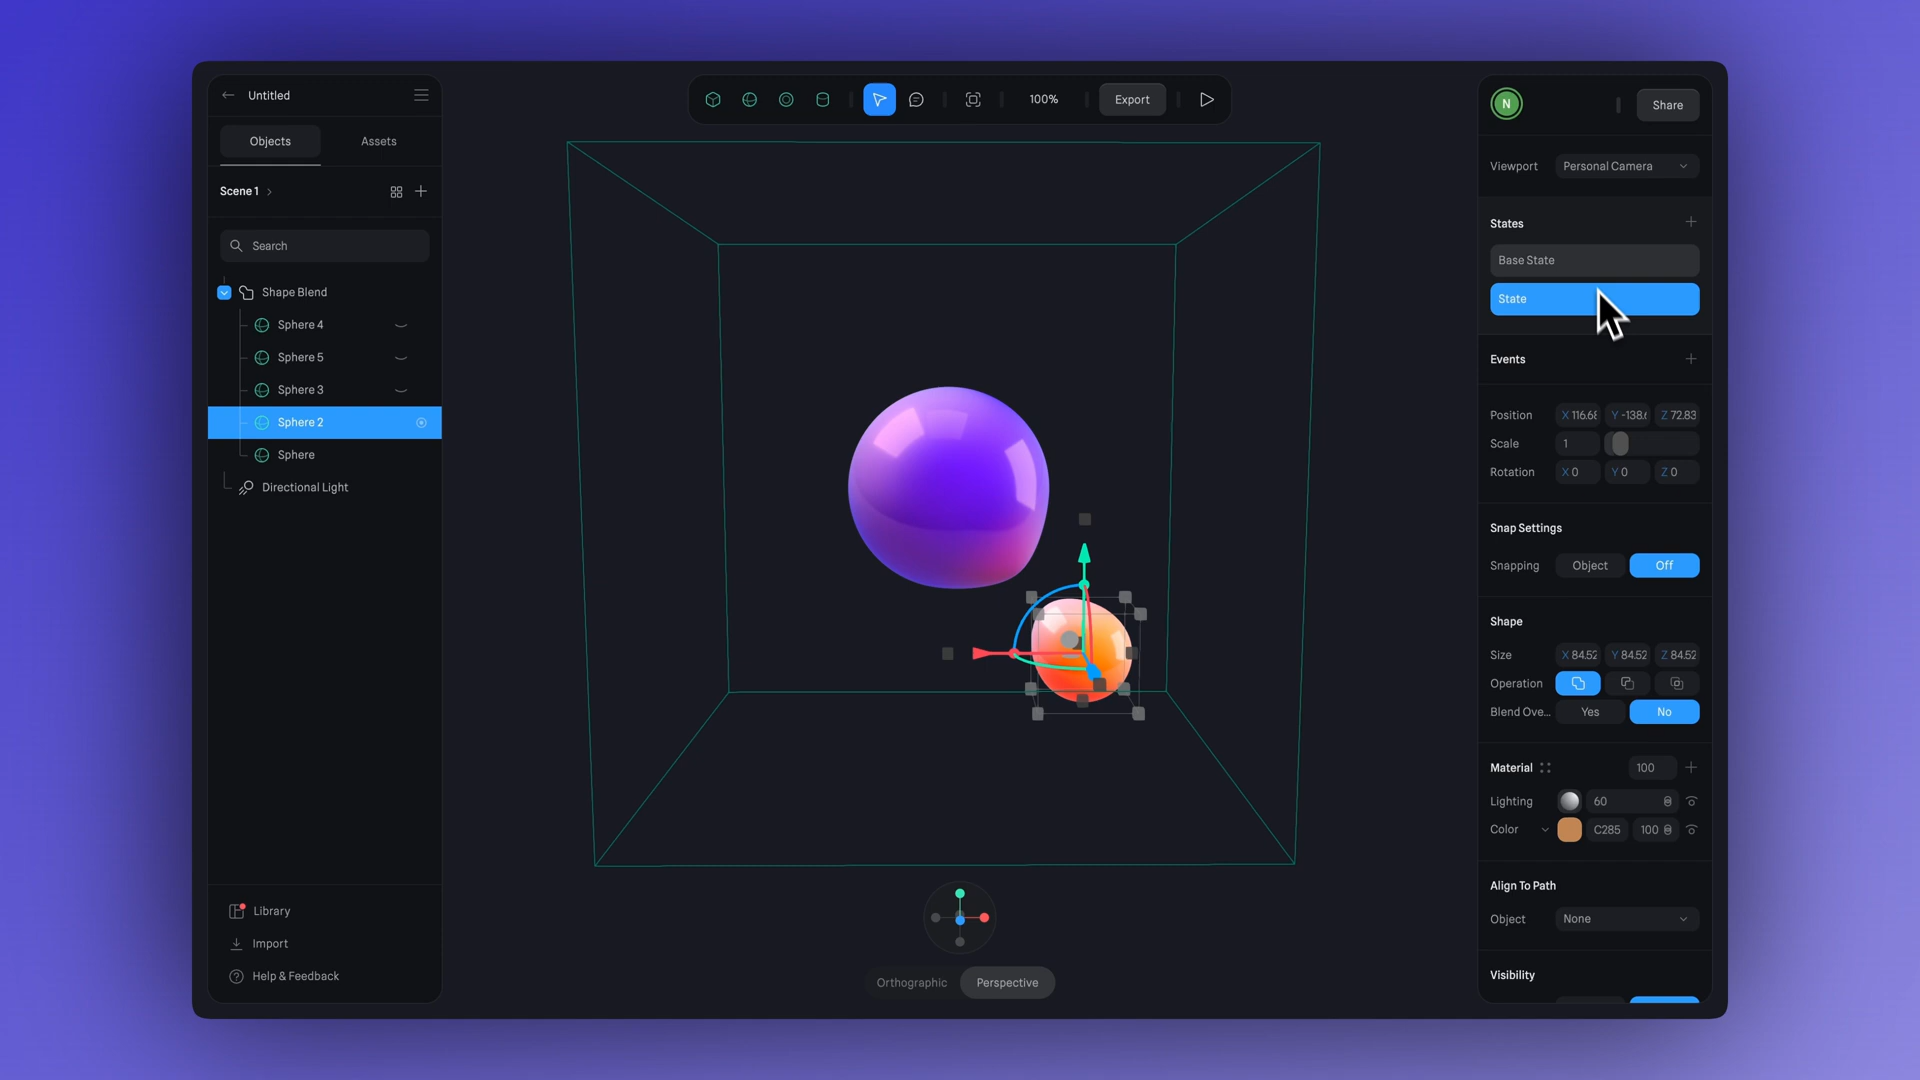 Untitled
Objects
Assets
Scene 1
Search
Shape Blend
Sphere 4
Sphere 5
Sphere 3
Sphere 2
Sphere
Directional Light
Library
Import
Help & Feedback
100%
Export
Orthographic
Perspective
N
Share
Viewport
Personal Camera
States
Base State
State
Events
Position X 116.68 Y -138.6 Z 72.83
Scale 1
Rotation X 0 Y 0 Z 0
Snap Settings
Snapping Object Off
Shape
Size X 84.52 Y 84.52 Z 84.52
Operation
Blend Ove... Yes No
Material 100
Lighting 60
Color C285 100
Align To Path
Object None
Visibility